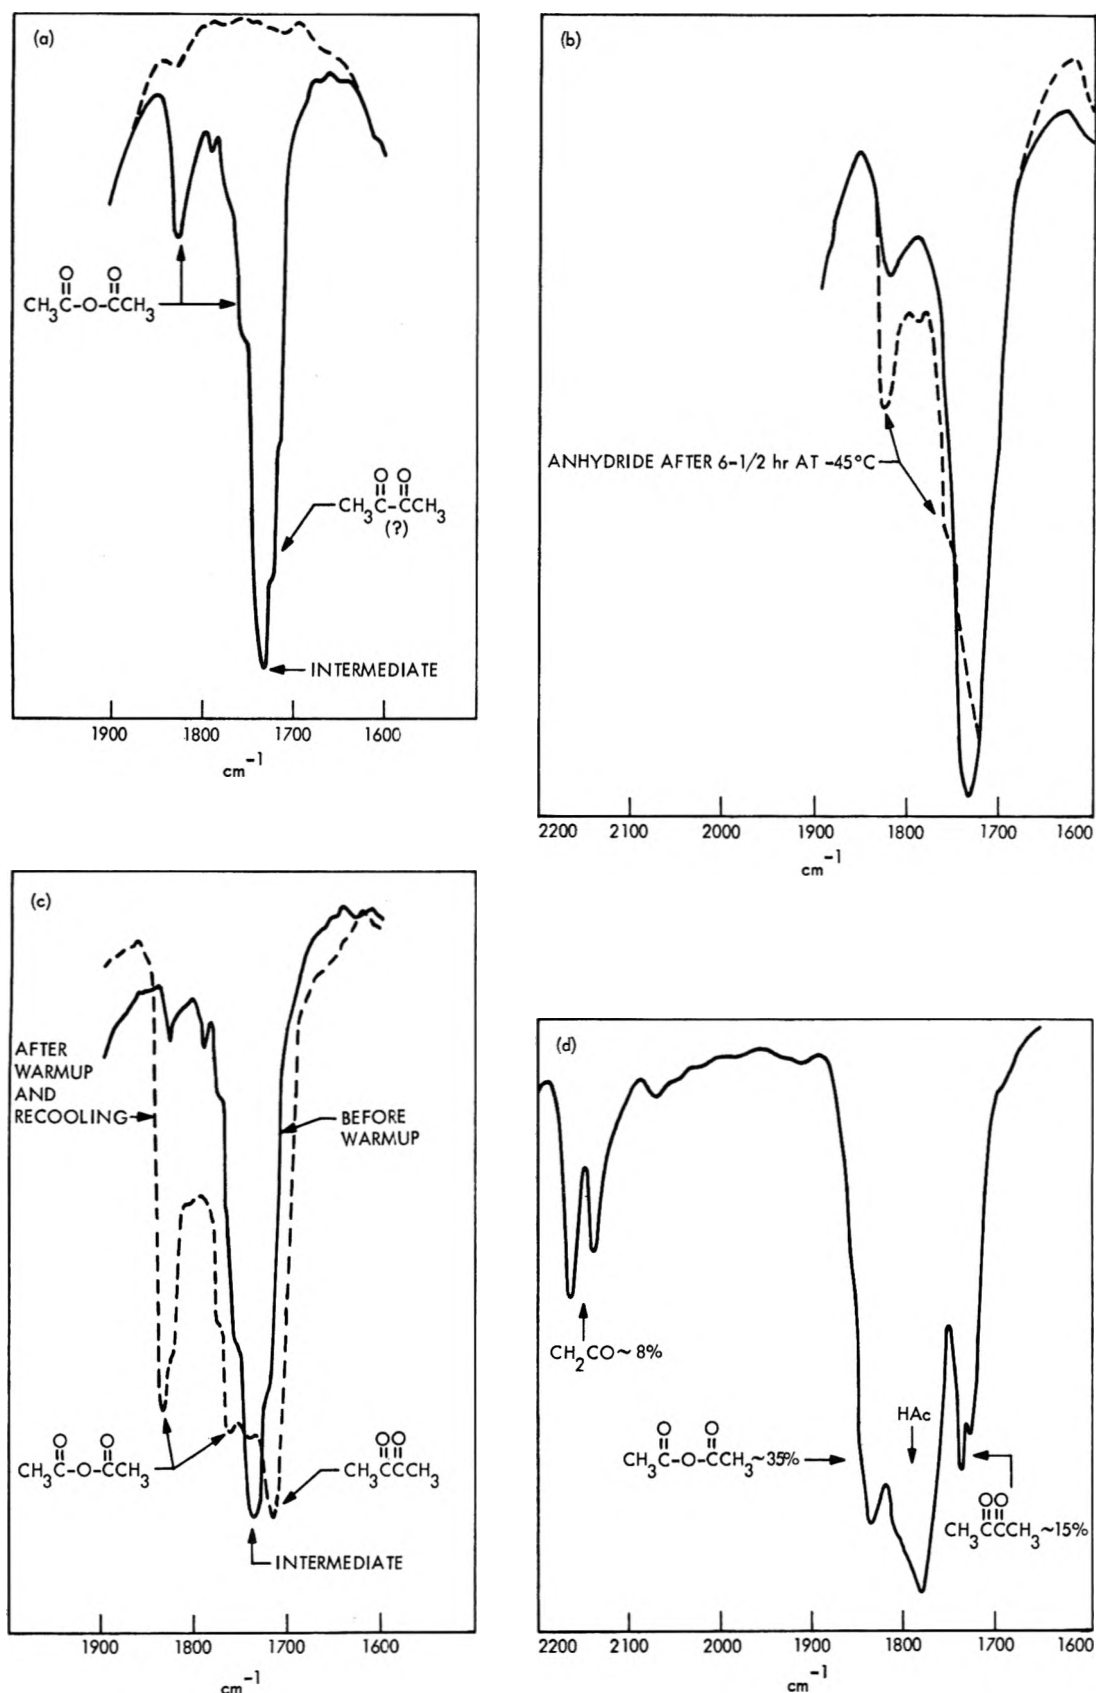 (a)
O O
CH3C-O-CCH3
O O
CH3C-CCH3
(?)
INTERMEDIATE
1900 1800 1700 1600
cm-1
(b)
ANHYDRIDE AFTER 6-1/2 hr AT -45°C
2200 2100 2000 1900 1800 1700 1600
cm-1
(c)
AFTER
WARMUP
AND
RECOOLING
BEFORE
WARMUP
O O
CH3C-O-CCH3
OO
CH3CCCH3
INTERMEDIATE
1900 1800 1700 1600
cm-1
(d)
CH2CO~8%
HAc
O O
CH3C-O-CCH3~35%
OO
CH3CCCH3~15%
2200 2100 2000 1900 1800 1700 1600
cm-1